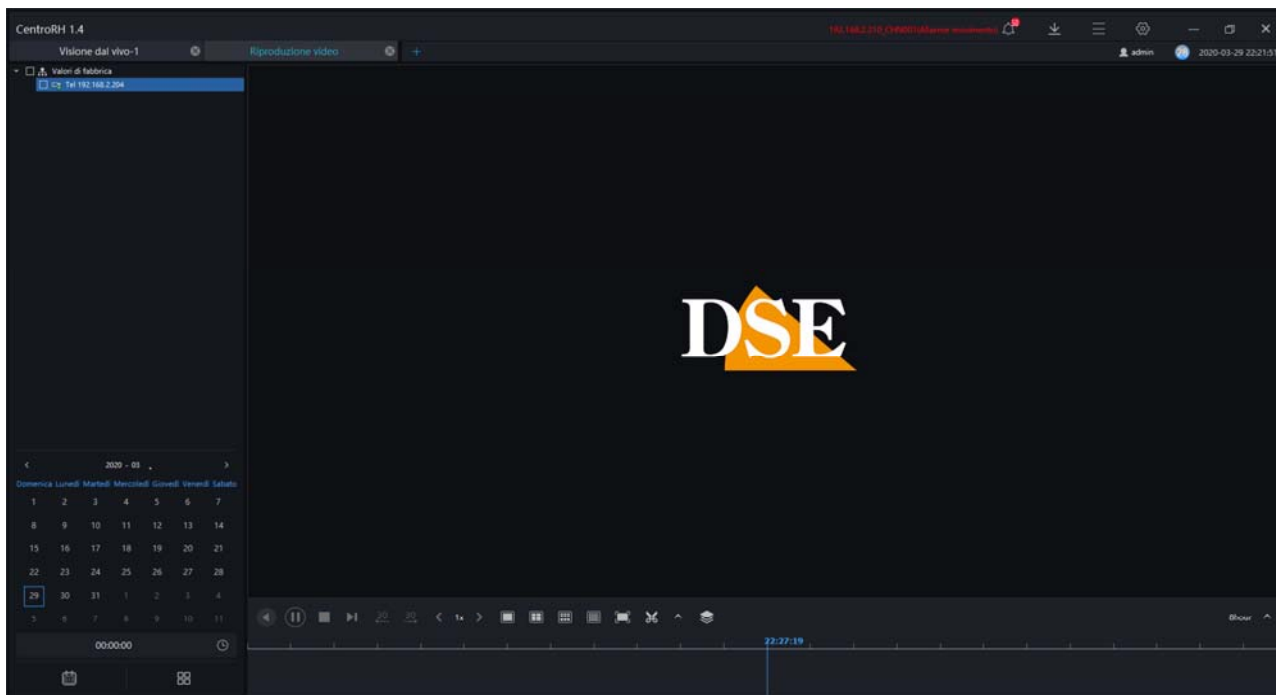 CentroRH 1.4
Visione dal vivo-1
Riproduzione video
+
admin
2020-03-29 22:21:51
Valori di fabbrica
Tel 192.168.2.204
DSE
2020 - 03
Domenica Lunedì Martedì Mercoledì Giovedì Venerdì Sabato
1 2 3 4 5 6 7
8 9 10 11 12 13 14
15 16 17 18 19 20 21
22 23 24 25 26 27 28
29 30 31 1 2 3 4
5 6 7 8 9 10 11
00:00:00
1x
8hour
22:27:19